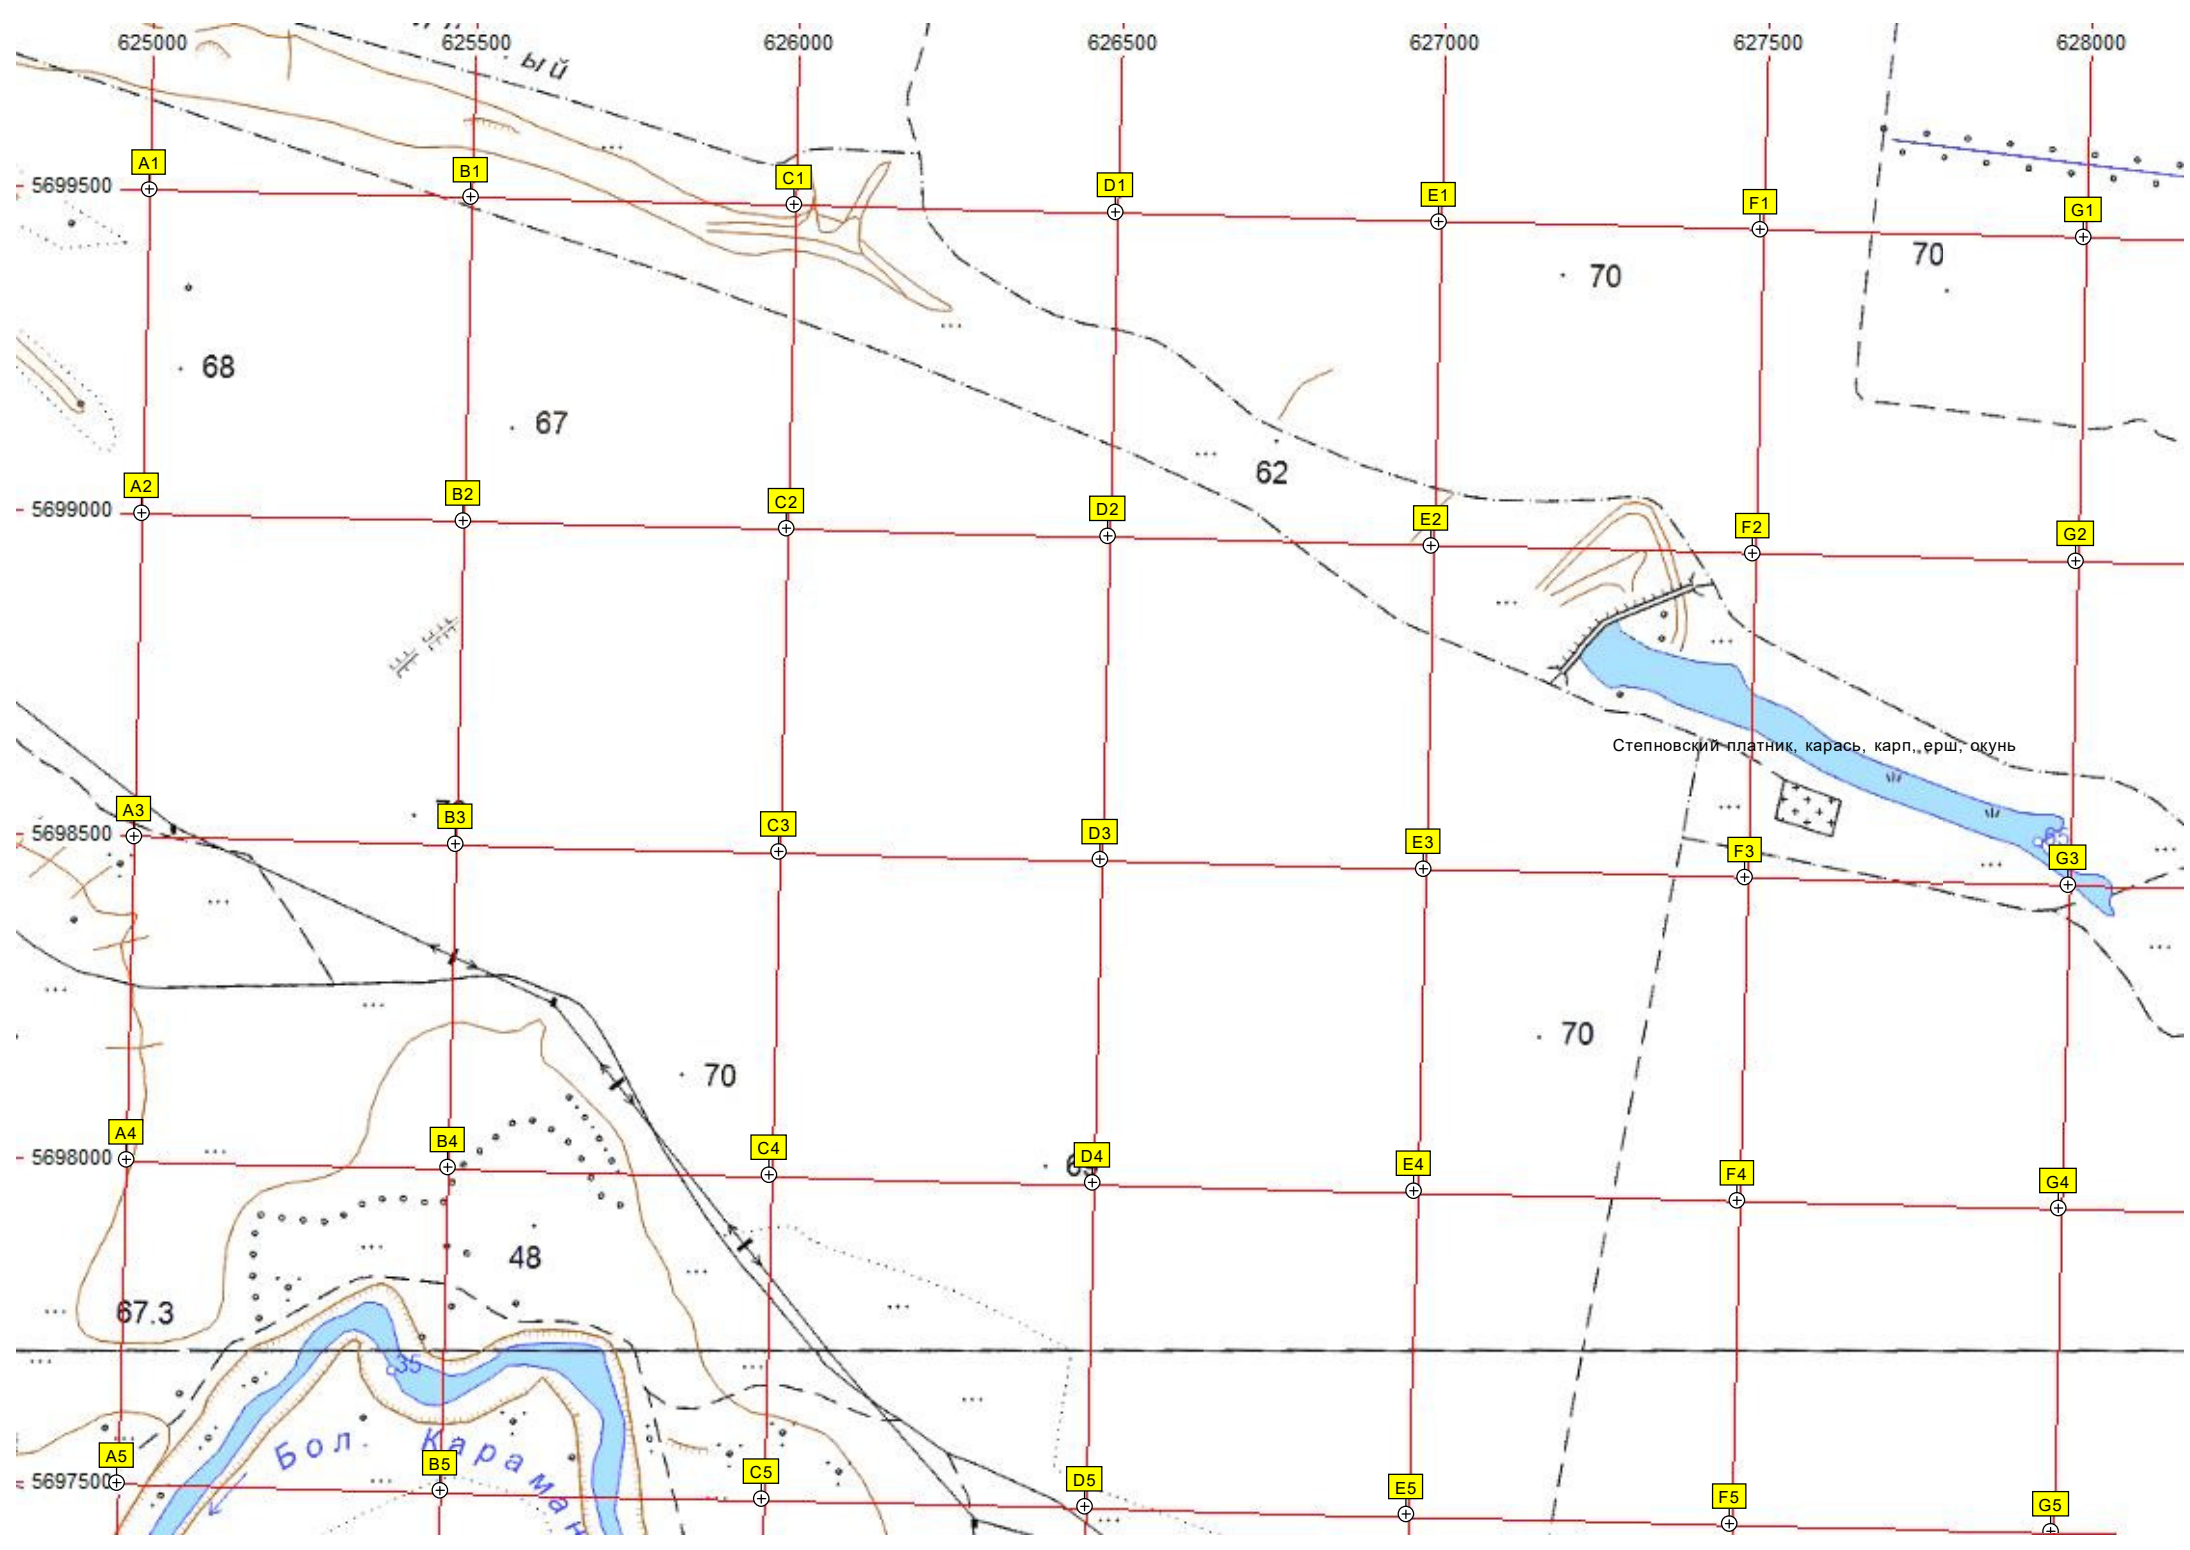 625000 625500 626000 626500 627000 627500 628000
ый
A1 B1 C1 D1 E1 F1 G1
5699500
70 70
68
67
62
A2 B2 C2 D2 E2 F2 G2
5699000
Степновский платник, карась, карп, ерш, окунь
A3 B3 C3 D3 E3 F3 G3
5698500
70
70
A4 B4 C4 D4 E4 F4 G4
5698000
48
67.3
35
Бол. Караман
A5 B5 C5 D5 E5 F5 G5
5697500